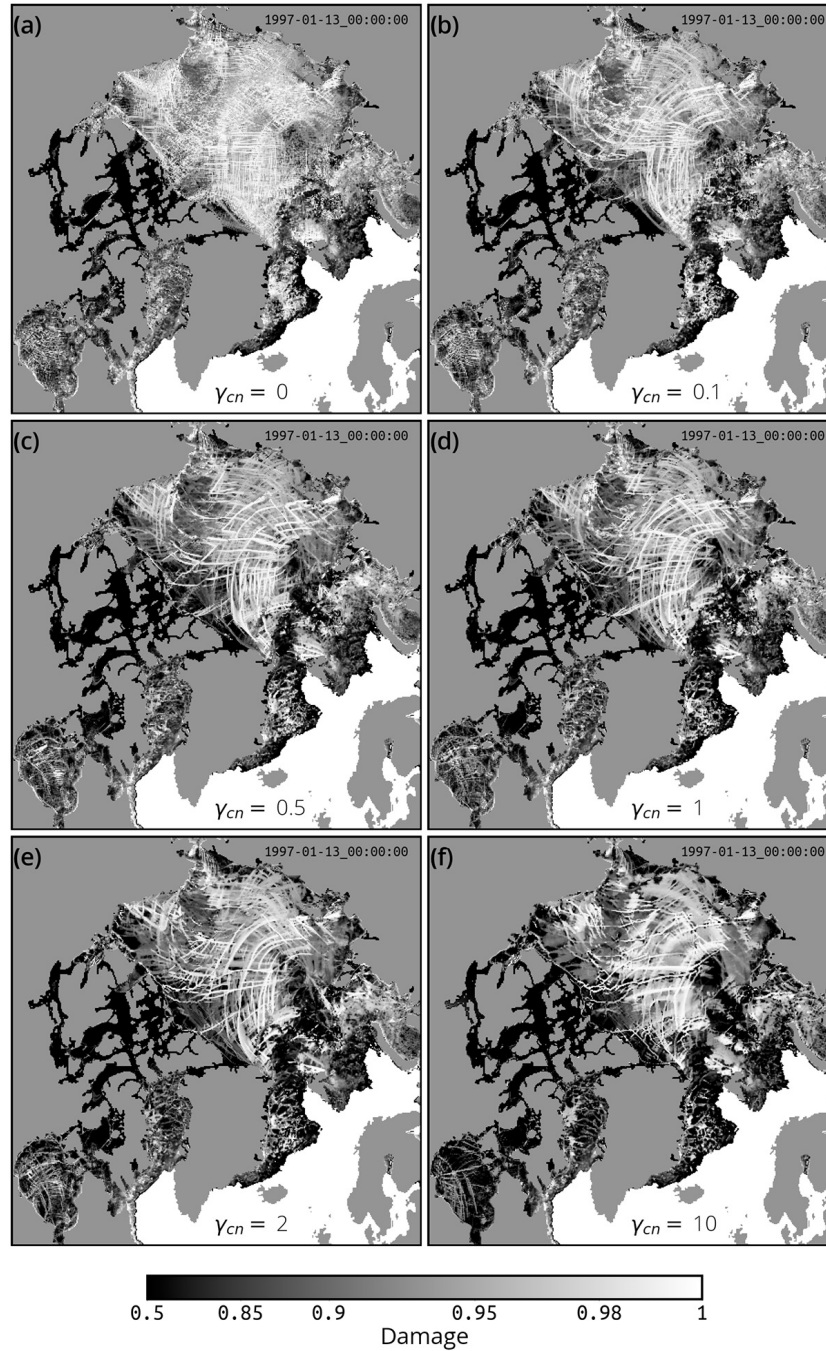 (a) 1997-01-13_00:00:00
γcn = 0
(b) 1997-01-13_00:00:00
γcn = 0.1
(c) 1997-01-13_00:00:00
γcn = 0.5
(d) 1997-01-13_00:00:00
γcn = 1
(e) 1997-01-13_00:00:00
γcn = 2
(f) 1997-01-13_00:00:00
γcn = 10
0.5 0.85 0.9 0.95 0.98 1
Damage